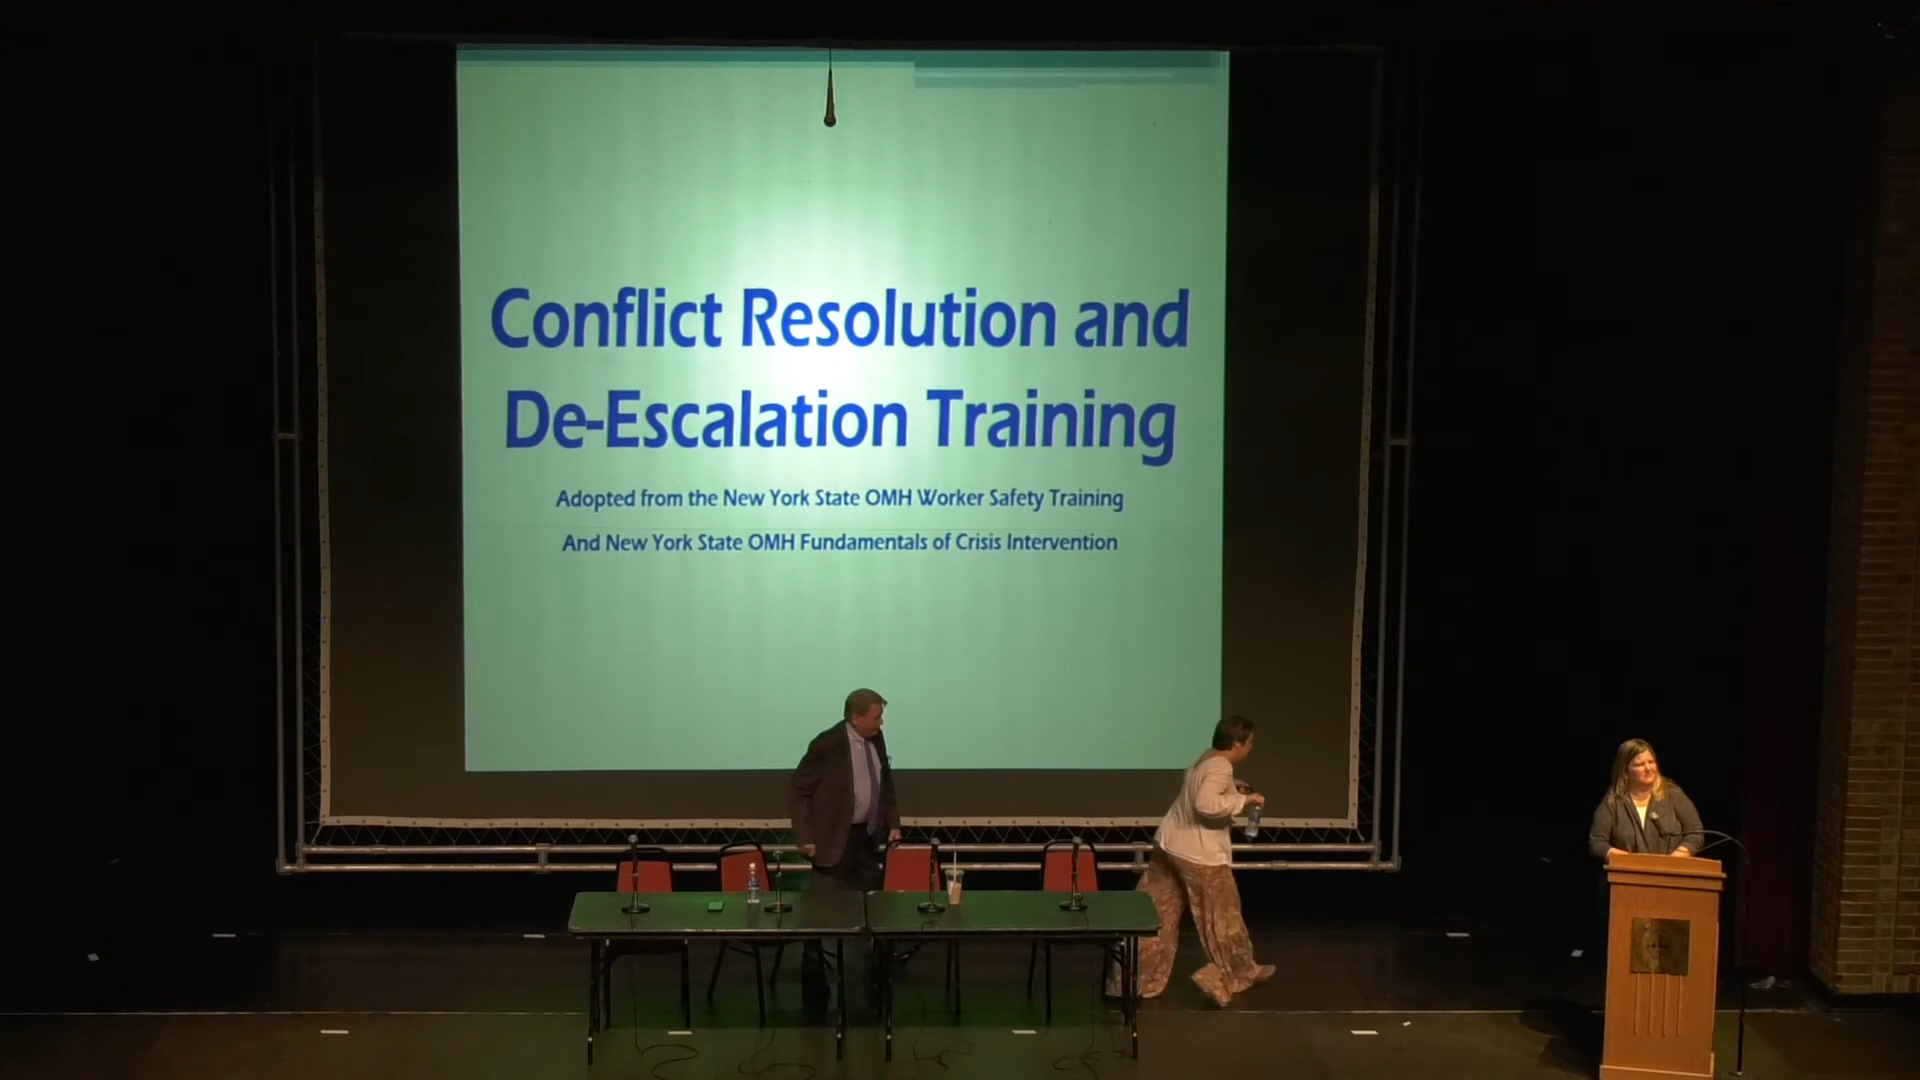 Conflict Resolution and
De-Escalation Training
Adopted from the New York State OMH Worker Safety Training
And New York State OMH Fundamentals of Crisis Intervention